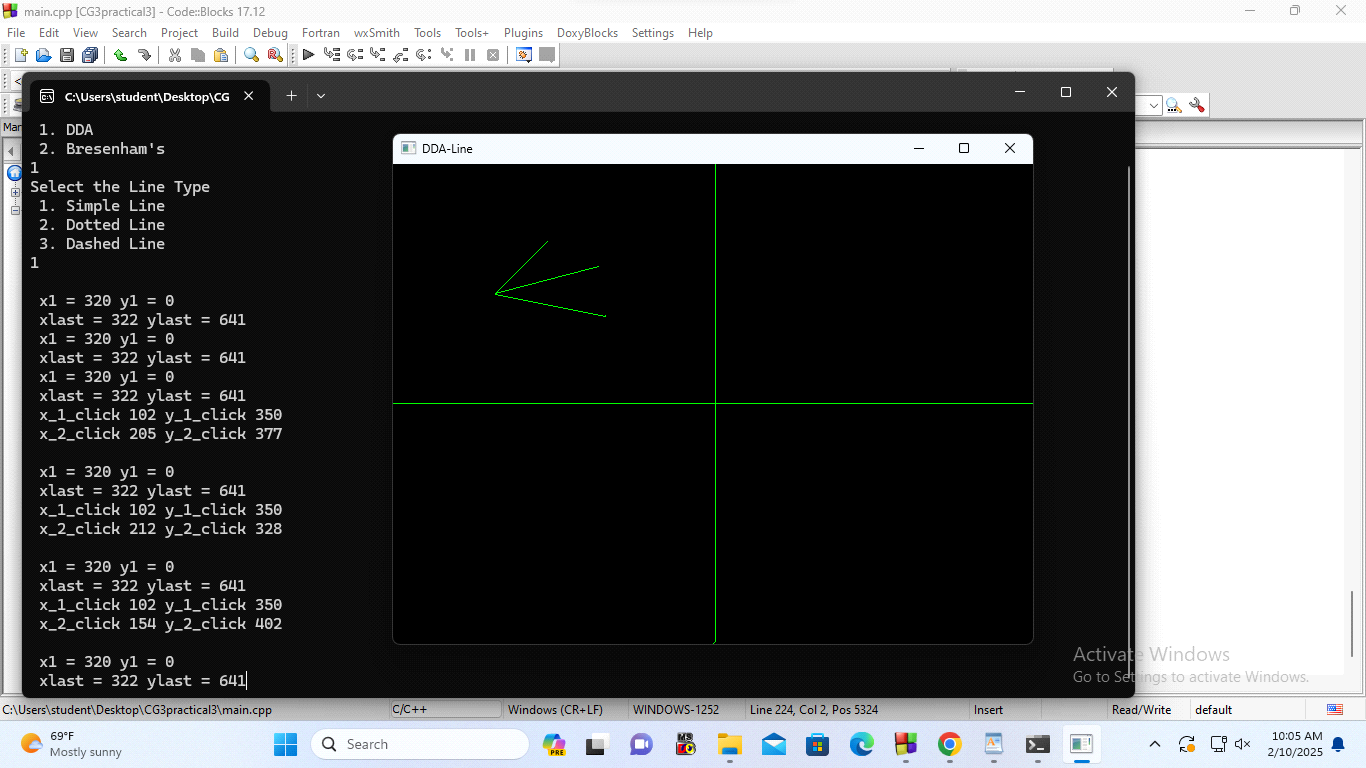 main.cpp [CG3practical3] - Code::Blocks 17.12
File Edit View Search Project Build Debug Fortran wxSmith Tools Tools+ Plugins DoxyBlocks Settings Help
C:\Users\student\Desktop\CG
1. DDA
2. Bresenham's
1
Select the Line Type
1. Simple Line
2. Dotted Line
3. Dashed Line
1
x1 = 320 y1 = 0
xlast = 322 ylast = 641
x1 = 320 y1 = 0
xlast = 322 ylast = 641
x1 = 320 y1 = 0
xlast = 322 ylast = 641
x_1_click 102 y_1_click 350
x_2_click 205 y_2_click 377
x1 = 320 y1 = 0
xlast = 322 ylast = 641
x_1_click 102 y_1_click 350
x_2_click 212 y_2_click 328
x1 = 320 y1 = 0
xlast = 322 ylast = 641
x_1_click 102 y_1_click 350
x_2_click 154 y_2_click 402
x1 = 320 y1 = 0
xlast = 322 ylast = 641
DDA-Line
Activate Windows
Go to Settings to activate Windows.
C:\Users\student\Desktop\CG3practical3\main.cpp C/C++ Windows (CR+LF) WINDOWS-1252 Line 224, Col 2, Pos 5324 Insert Read/Write default
69°F
Mostly sunny
Search
PRE
10:05 AM
2/10/2025